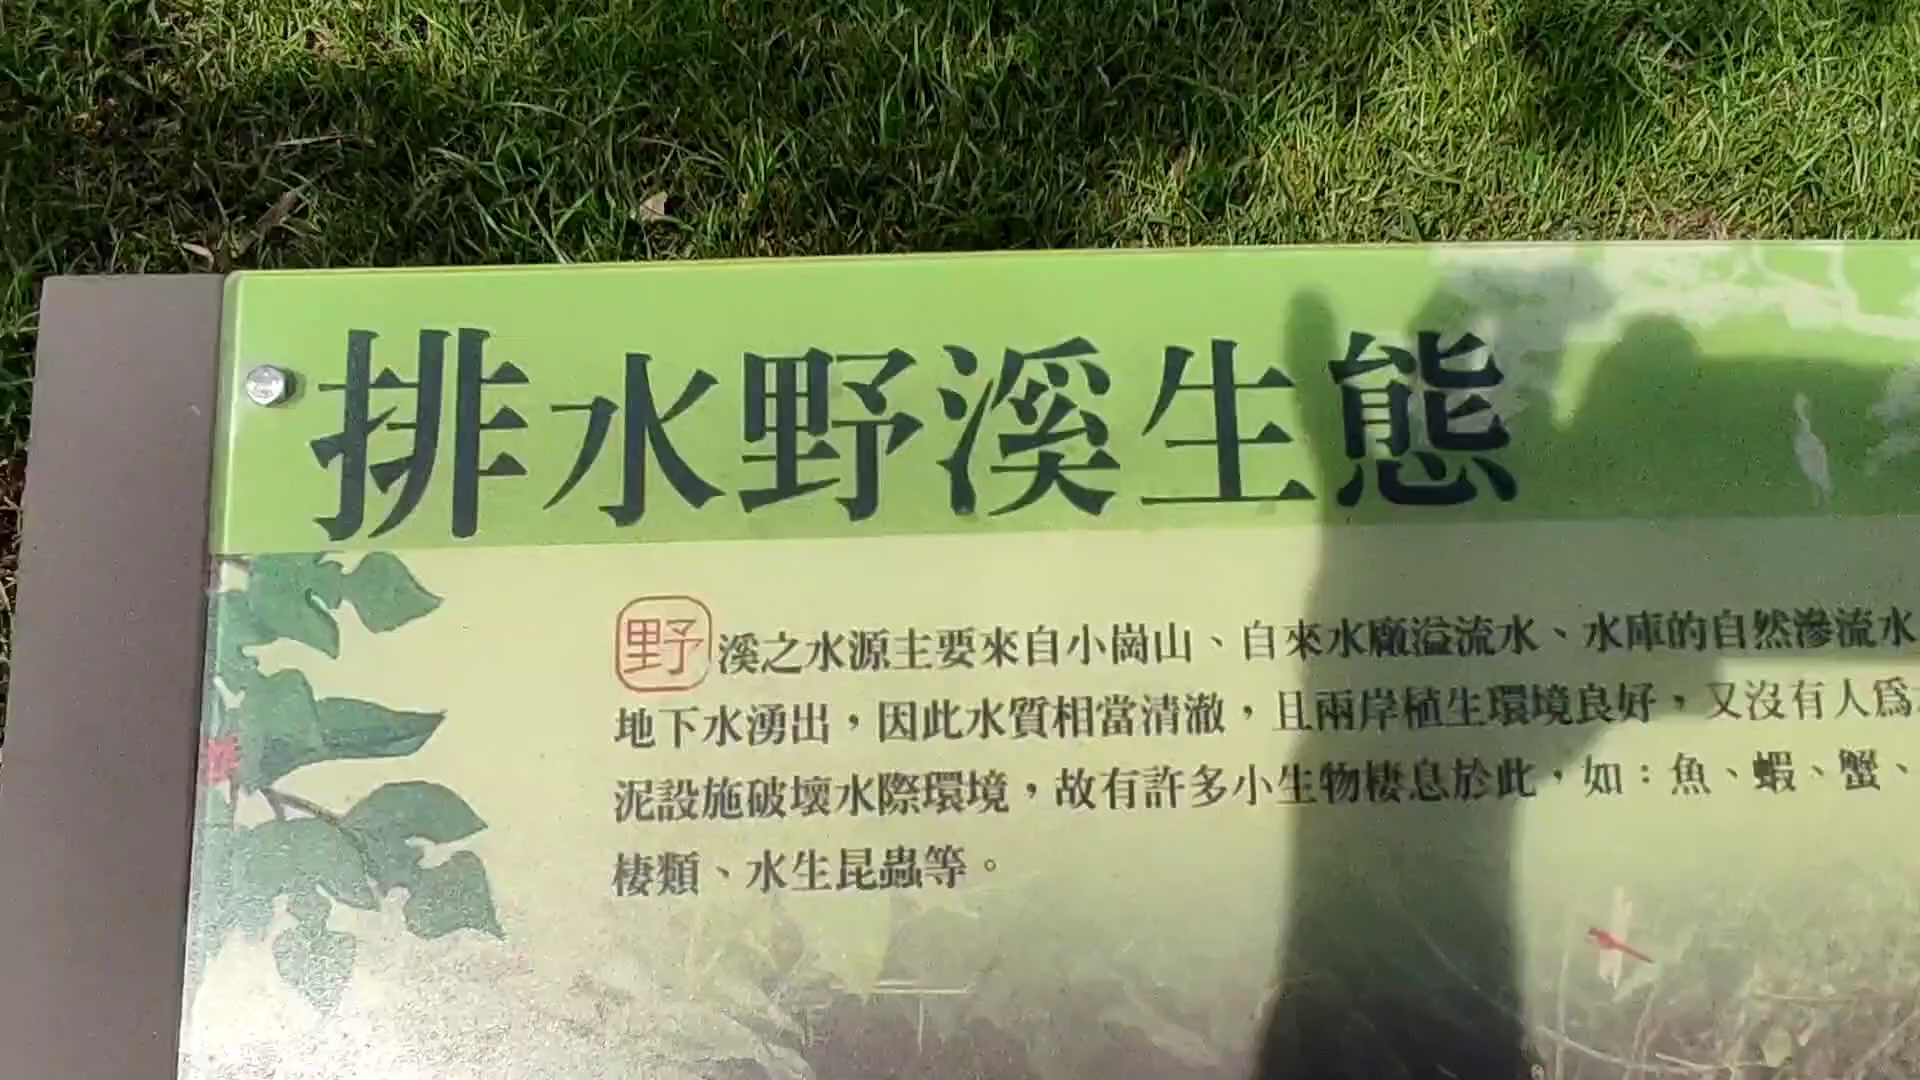 排水野溪生態
野溪之水源主要來自小崗山、自來水廠溢流水、水庫的自然滲流水
地下水湧出，因此水質相當清澈，且兩岸植生環境良好，又沒有人為
泥設施破壞水際環境，故有許多小生物棲息於此，如：魚、蝦、蟹、
棲類、水生昆蟲等。